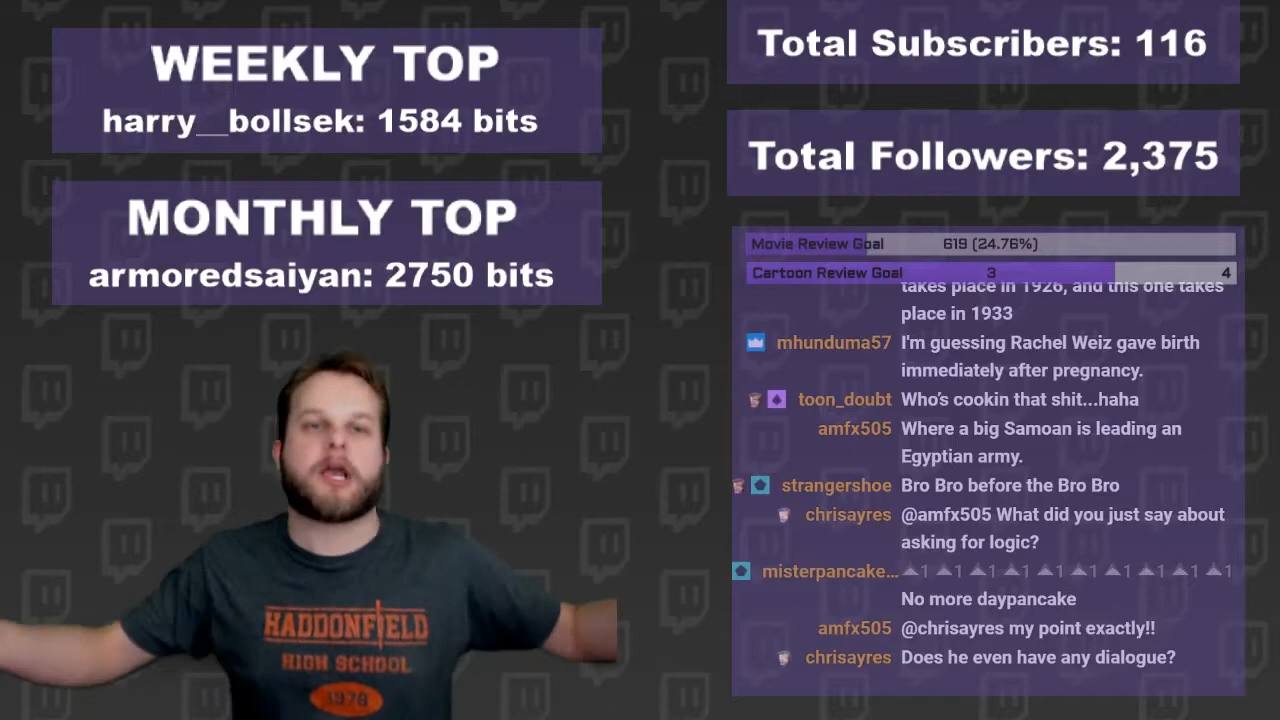 WEEKLY TOP
harry__bollsek: 1584 bits
MONTHLY TOP
armoredsaiyan: 2750 bits
Total Subscribers: 116
Total Followers: 2,375
Movie Review Goal 619 (24.76%)
Cartoon Review Goal 3 4
takes place in 1926, and this one takes
place in 1933
mhunduma57 I'm guessing Rachel Weiz gave birth
immediately after pregnancy.
toon_doubt Who's cookin that shit...haha
amfx505 Where a big Samoan is leading an
Egyptian army.
strangershoe Bro Bro before the Bro Bro
chrisayres @amfx505 What did you just say about
asking for logic?
misterpancake... 1 1 1 1 1 1 1 1 1 1
No more daypancake
amfx505 @chrisayres my point exactly!!
chrisayres Does he even have any dialogue?
HADDONFIELD
HIGH SCHOOL
1978